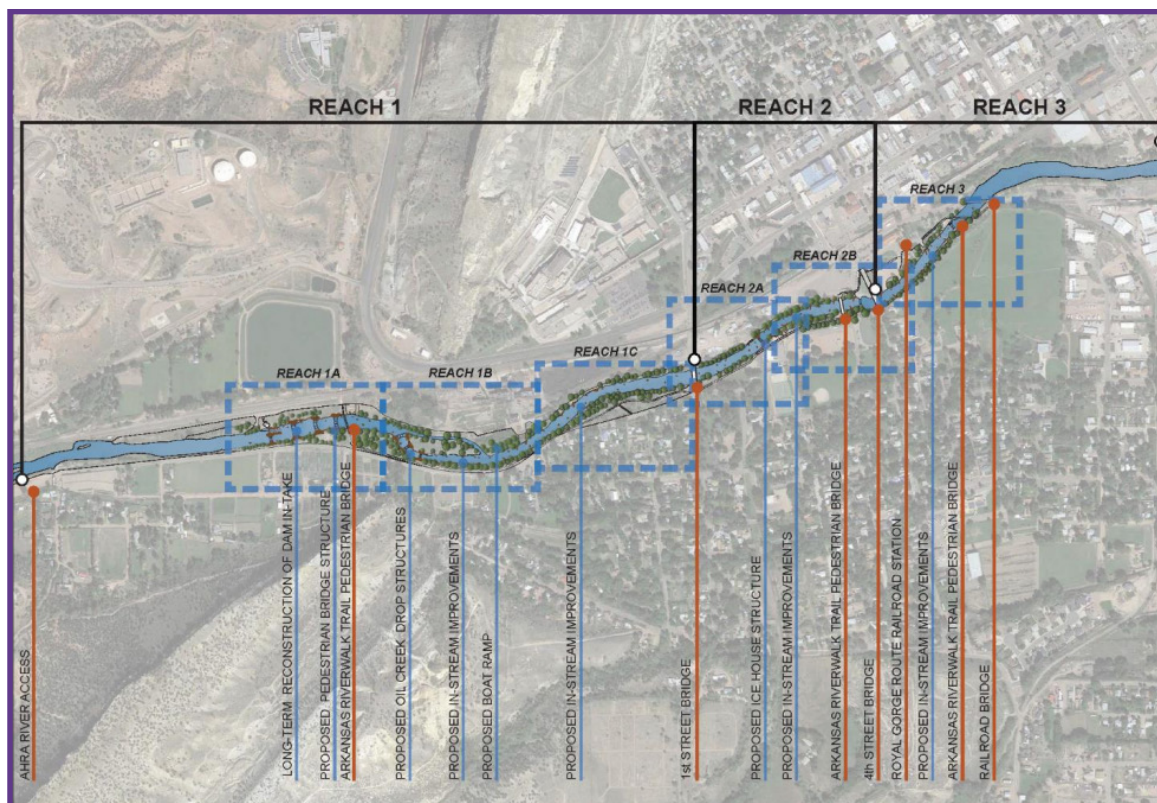 REACH 1
REACH 2
REACH 3
REACH 3
REACH 2B
REACH 2A
REACH 1C
REACH 1A
REACH 1B
AHRA RIVER ACCESS
LONG-TERM RECONSTRUCTION OF DAM IN-TAKE
PROPOSED PEDESTRIAN BRIDGE STRUCTURE
ARKANSAS RIVERWALK TRAIL PEDESTRIAN BRIDGE
PROPOSED OIL CREEK DROP STRUCTURES
PROPOSED IN-STREAM IMPROVEMENTS
PROPOSED BOAT RAMP
PROPOSED IN-STREAM IMPROVEMENTS
1st STREET BRIDGE
PROPOSED ICE HOUSE STRUCTURE
PROPOSED IN-STREAM IMPROVEMENTS
ARKANSAS RIVERWALK TRAIL PEDESTRIAN BRIDGE
4th STREET BRIDGE
ROYAL GORGE ROUTE RAILROAD STATION
PROPOSED IN-STREAM IMPROVEMENTS
ARKANSAS RIVERWALK TRAIL PEDESTRIAN BRIDGE
RAILROAD BRIDGE